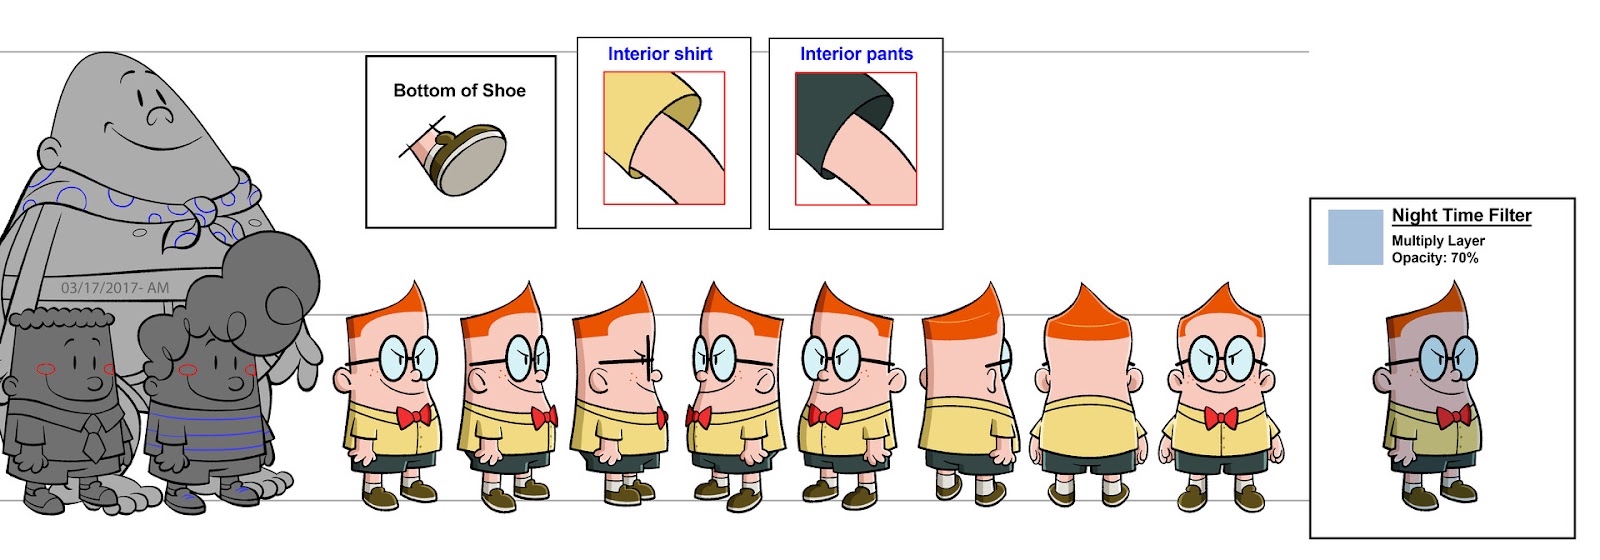 Bottom of Shoe
Interior shirt
Interior pants
Night Time Filter
Multiply Layer
Opacity: 70%
03/17/2017- AM